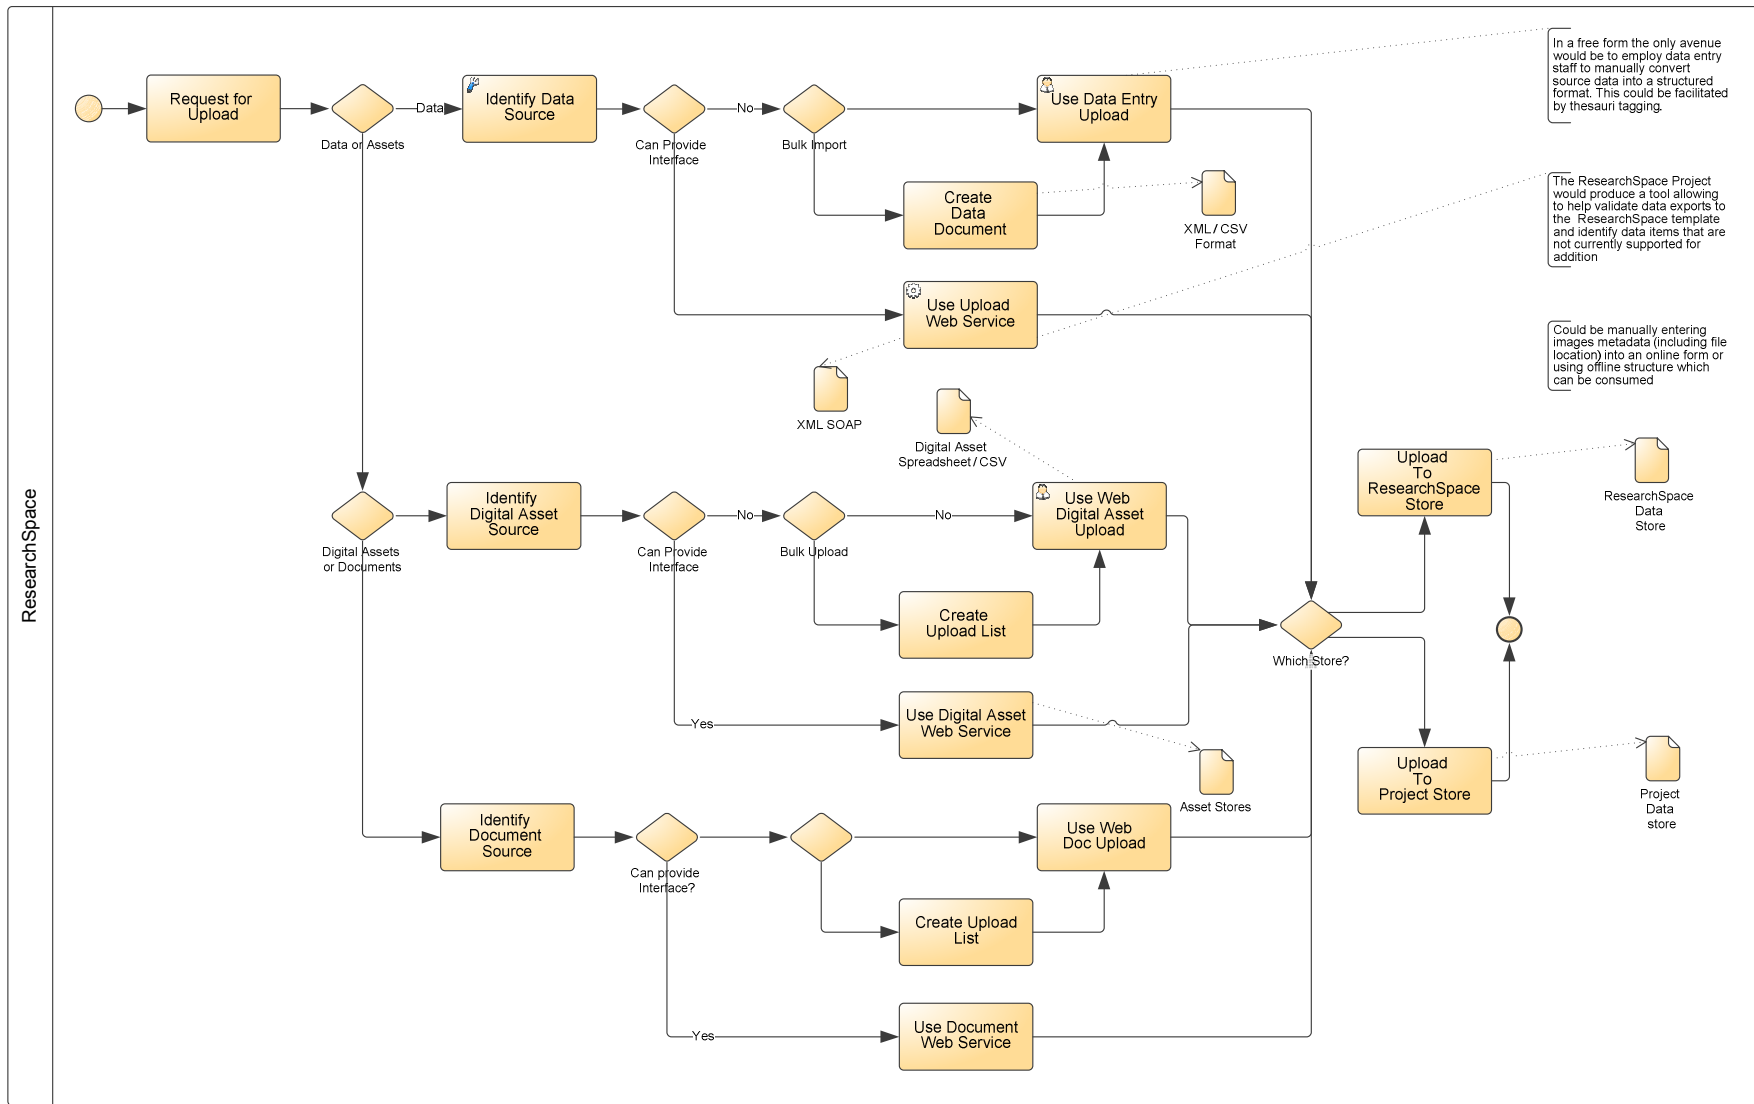 ResearchSpace
Request for
Upload
Data or Assets
Data
Identify Data
Source
Can Provide
Interface
No
Bulk Import
Use Data Entry
Upload
In a free form the only avenue
would be to employ data entry
staff to manually convert
source data into a structured
format. This could be facilitated
by thesauri tagging.
Create
Data
Document
XML / CSV
Format
The ResearchSpace Project
would produce a tool allowing
to help validate data exports to
the ResearchSpace template
and identify data items that are
not currently supported for
addition
Use Upload
Web Service
XML SOAP
Could be manually entering
images metadata (including file
location) into an online form or
using offline structure which
can be consumed
Digital Asset
Spreadsheet / CSV
Digital Assets
or Documents
Identify
Digital Asset
Source
Can Provide
Interface
No
Bulk Upload
No
Use Web
Digital Asset
Upload
Create
Upload List
Yes
Use Digital Asset
Web Service
Asset Stores
Which Store?
Upload
To
ResearchSpace
Store
ResearchSpace
Data
Store
Upload
To
Project Store
Project
Data
store
Identify
Document
Source
Can provide
Interface?
Use Web
Doc Upload
Create Upload
List
Yes
Use Document
Web Service